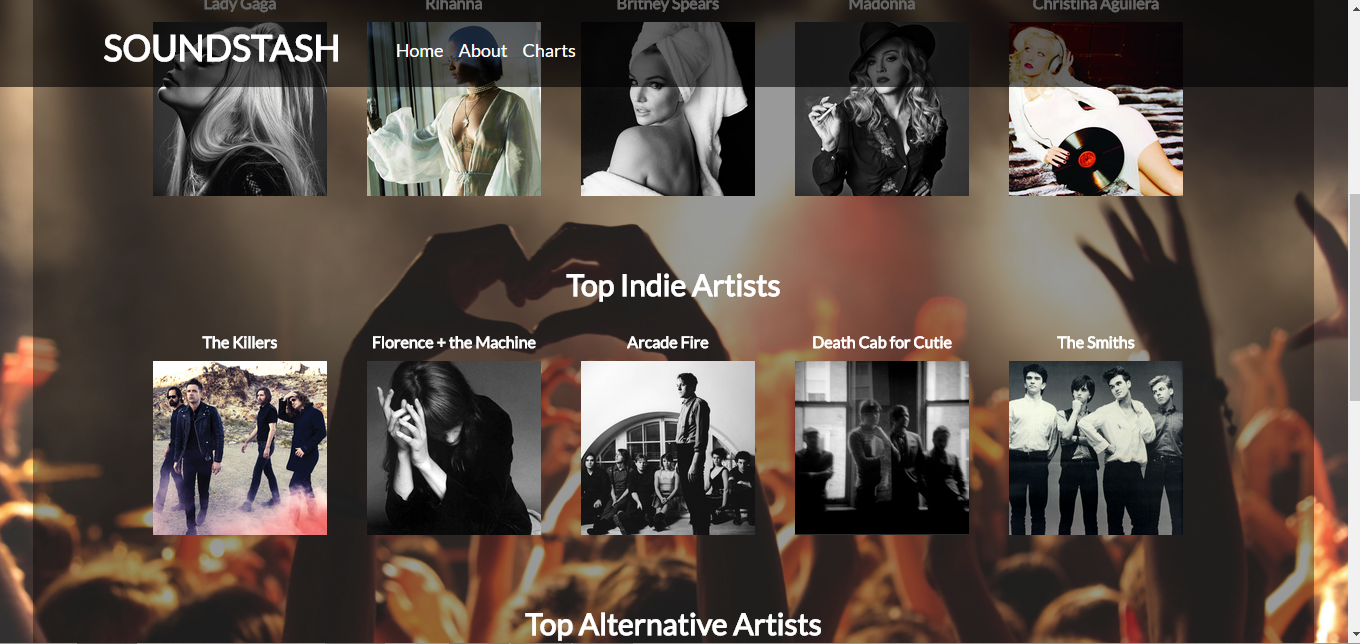 Lady Gaga
Rihanna
Britney Spears
Madonna
Christina Aguilera
SOUNDSTASH
Home About Charts
Top Indie Artists
The Killers
Florence + the Machine
Arcade Fire
Death Cab for Cutie
The Smiths
Top Alternative Artists